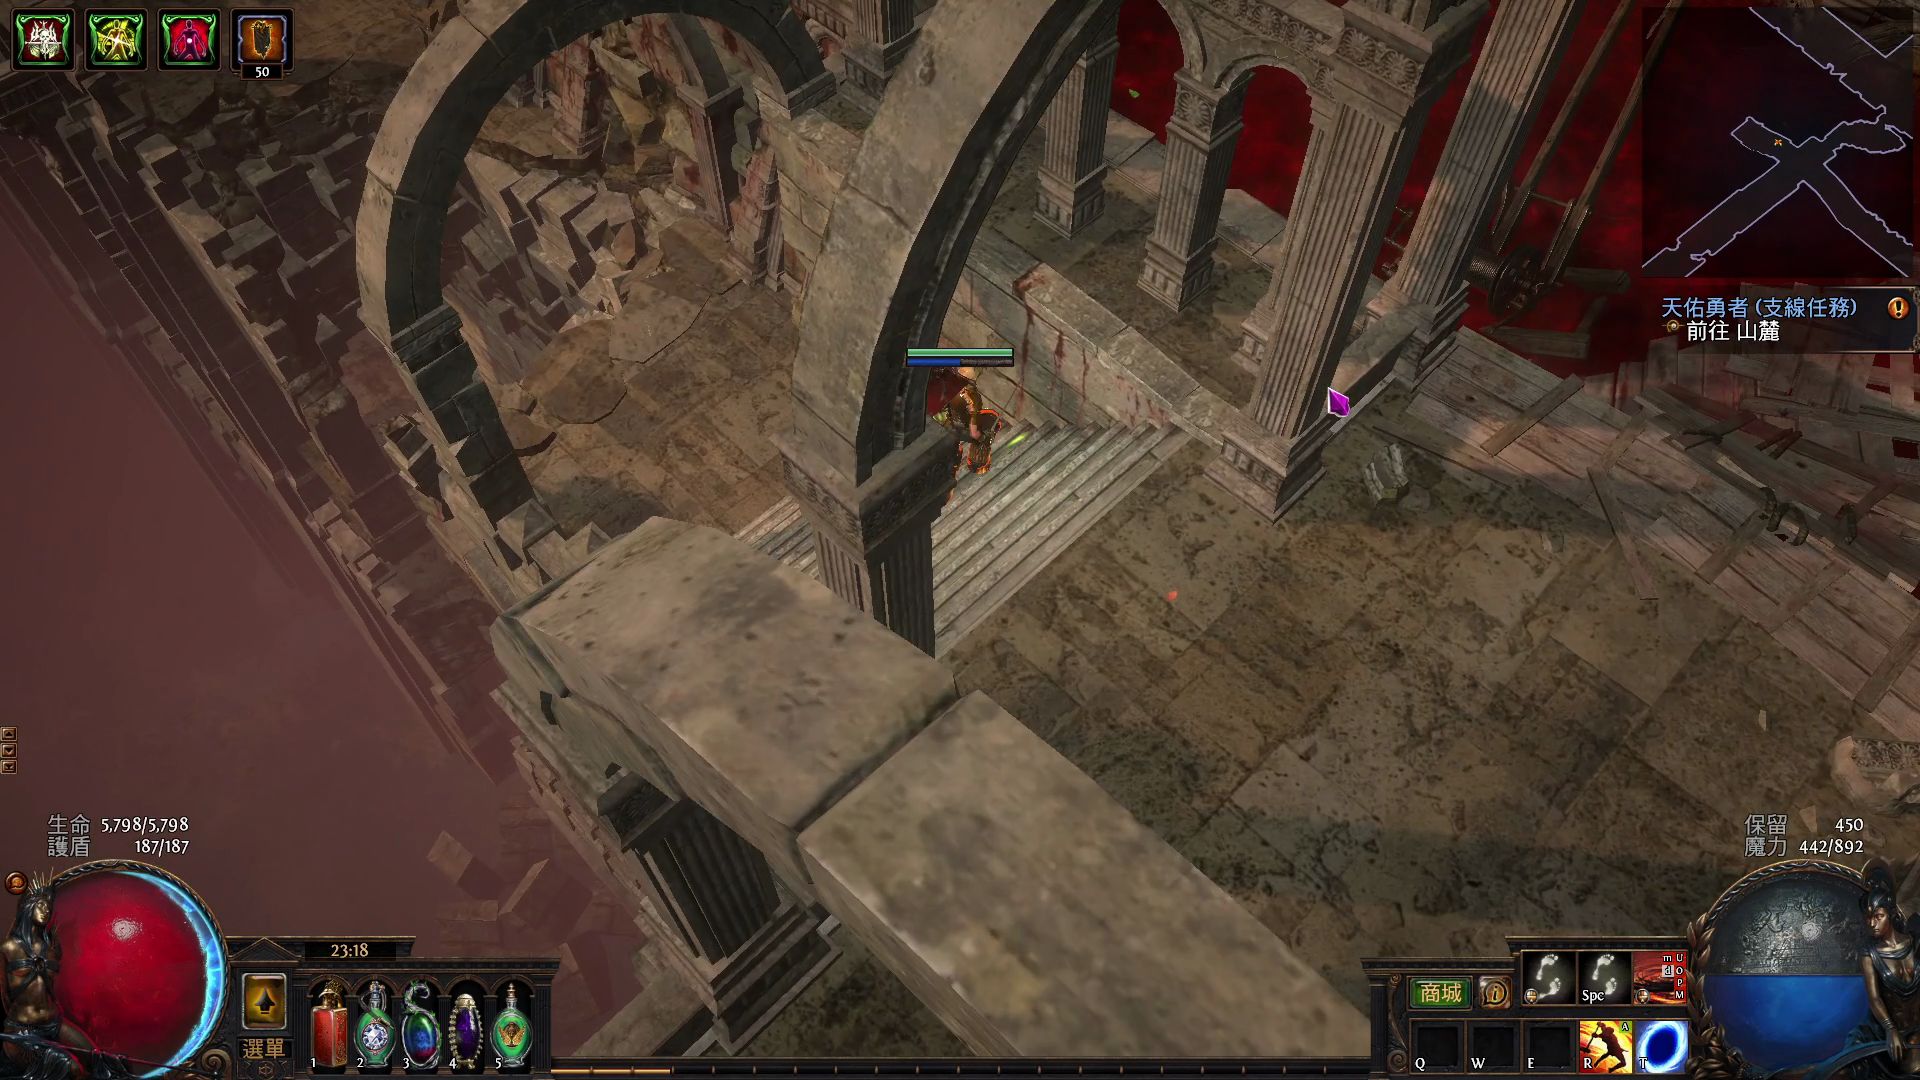 50
天佑勇者 (支線任務)
前往 山麓
生命 5,798/5,798
護盾 187/187
保留 450
魔力 442/892
23:18
選單
1
2
3
4
5
商城
Spc
m U
d O
P
M
Q
W
E
R
A
T